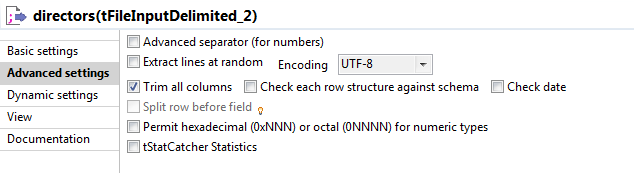 directors(tFileInputDelimited_2)
Basic settings
Advanced settings
Dynamic settings
View
Documentation
Advanced separator (for numbers)
Extract lines at random Encoding UTF-8
Trim all columns Check each row structure against schema Check date
Split row before field
Permit hexadecimal (0xNNN) or octal (0NNNN) for numeric types
tStatCatcher Statistics